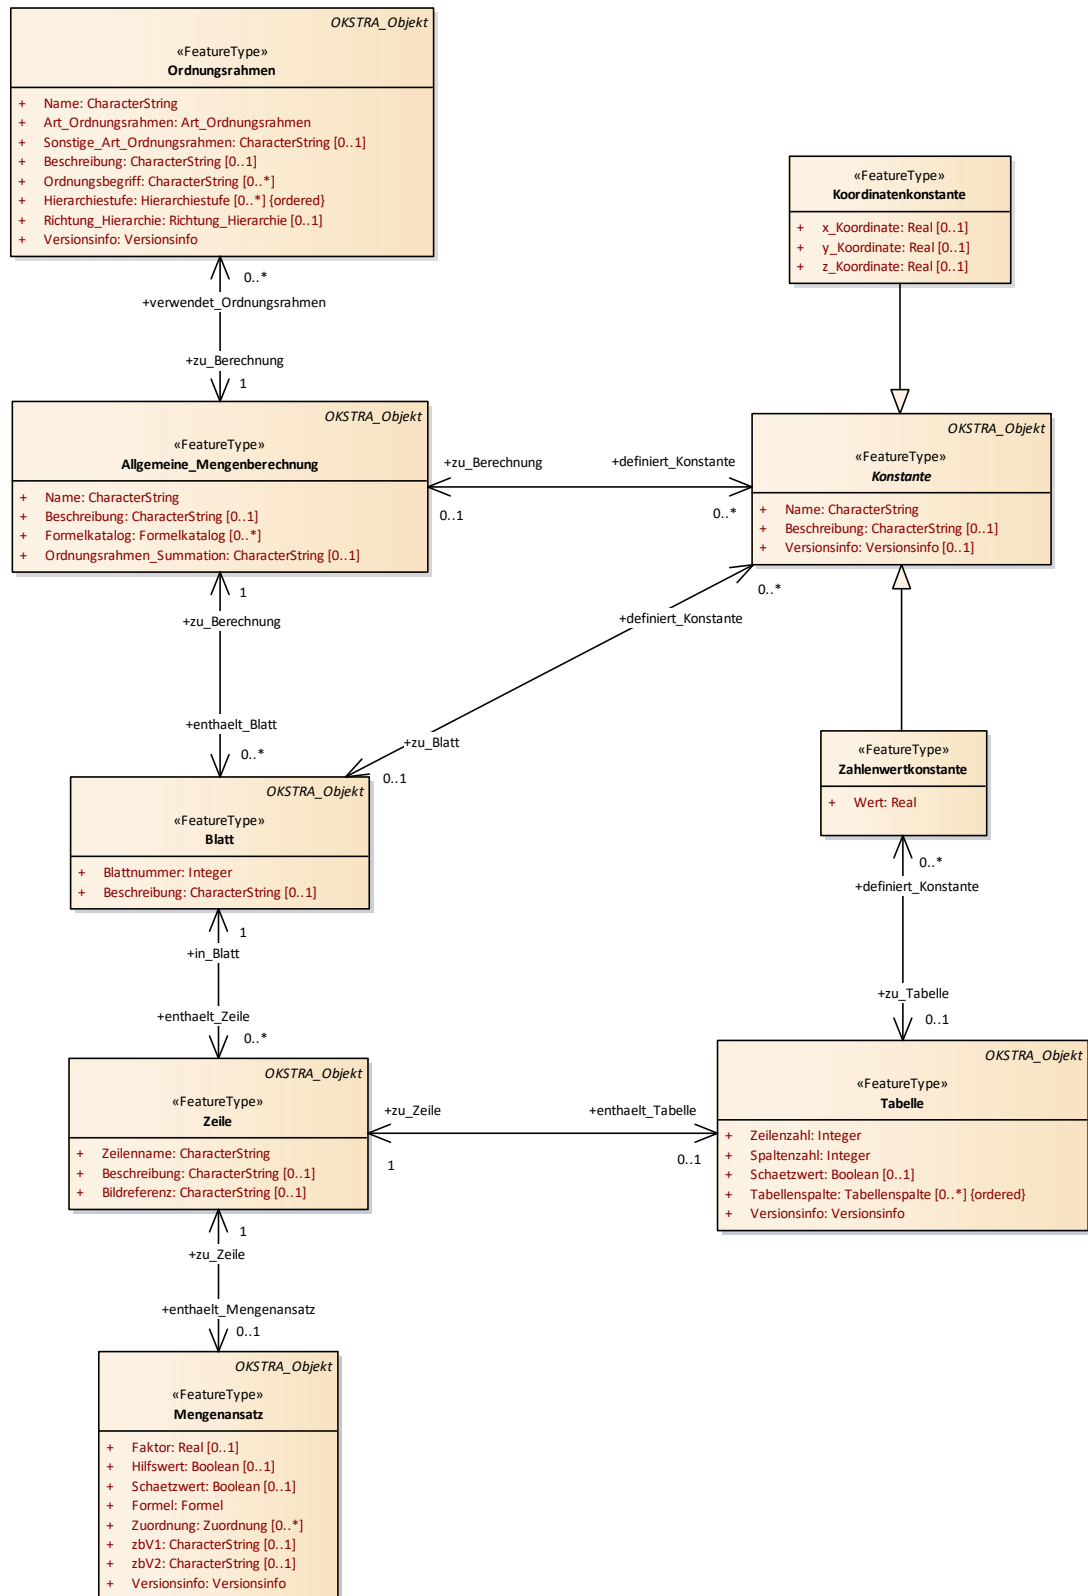 OKSTRA_Objekt
«FeatureType»
Ordnungsrahmen
+ Name: CharacterString
+ Art_Ordnungsrahmen: Art_Ordnungsrahmen
+ Sonstige_Art_Ordnungsrahmen: CharacterString [0..1]
+ Beschreibung: CharacterString [0..1]
+ Ordnungsbegriff: CharacterString [0..*]
+ Hierarchiestufe: Hierarchiestufe [0..*] {ordered}
+ Richtung_Hierarchie: Richtung_Hierarchie [0..1]
+ Versionsinfo: Versionsinfo
«FeatureType»
Koordinatenkonstante
+ x_Koordinate: Real [0..1]
+ y_Koordinate: Real [0..1]
+ z_Koordinate: Real [0..1]
0..*
+verwendet_Ordnungsrahmen
+zu_Berechnung
1
OKSTRA_Objekt
«FeatureType»
Allgemeine_Mengenberechnung
+ Name: CharacterString
+ Beschreibung: CharacterString [0..1]
+ Formelkatalog: Formelkatalog [0..*]
+ Ordnungsrahmen_Summation: CharacterString [0..1]
+zu_Berechnung
0..1
+definiert_Konstante
0..*
OKSTRA_Objekt
«FeatureType»
Konstante
+ Name: CharacterString
+ Beschreibung: CharacterString [0..1]
+ Versionsinfo: Versionsinfo [0..1]
1
+zu_Berechnung
+enthaelt_Blatt
0..*
0..*
+definiert_Konstante
+zu_Blatt
0..1
OKSTRA_Objekt
«FeatureType»
Blatt
+ Blattnummer: Integer
+ Beschreibung: CharacterString [0..1]
«FeatureType»
Zahlenwertkonstante
+ Wert: Real
0..*
+definiert_Konstante
+zu_Tabelle
0..1
1
+in_Blatt
+enthaelt_Zeile
0..*
OKSTRA_Objekt
«FeatureType»
Zeile
+ Zeilenname: CharacterString
+ Beschreibung: CharacterString [0..1]
+ Bildreferenz: CharacterString [0..1]
+zu_Zeile
1
+enthaelt_Tabelle
0..1
OKSTRA_Objekt
«FeatureType»
Tabelle
+ Zeilenzahl: Integer
+ Spaltenzahl: Integer
+ Schaetzwert: Boolean [0..1]
+ Tabellenspalte: Tabellenspalte [0..*] {ordered}
+ Versionsinfo: Versionsinfo
1
+zu_Zeile
+enthaelt_Mengenansatz
0..1
OKSTRA_Objekt
«FeatureType»
Mengenansatz
+ Faktor: Real [0..1]
+ Hilfswert: Boolean [0..1]
+ Schaetzwert: Boolean [0..1]
+ Formel: Formel
+ Zuordnung: Zuordnung [0..*]
+ zbV1: CharacterString [0..1]
+ zbV2: CharacterString [0..1]
+ Versionsinfo: Versionsinfo